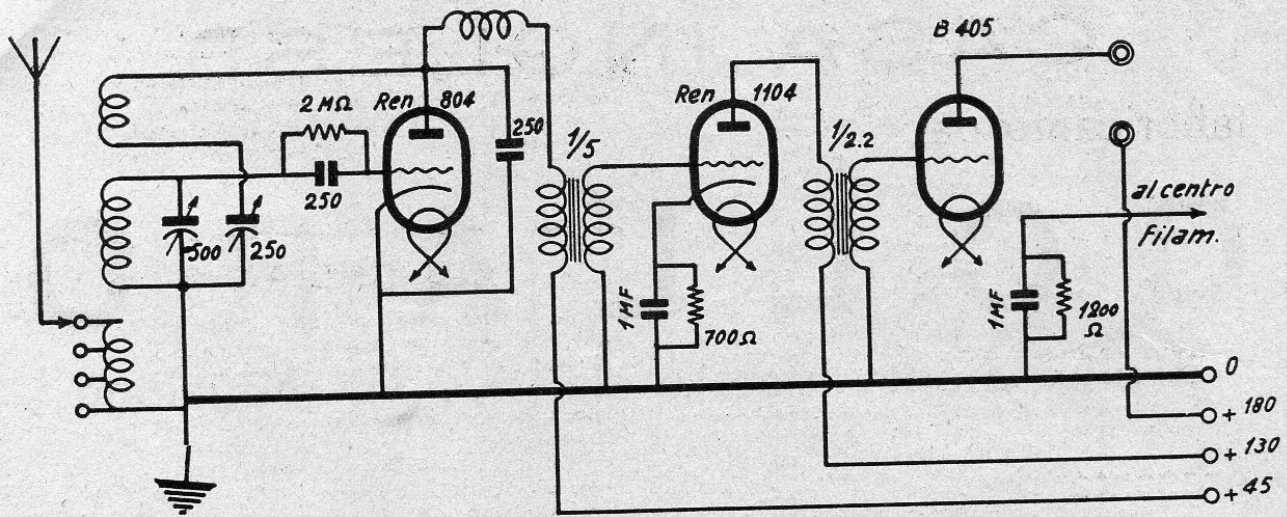 B 405
Ren 804
2 MΩ
250
250
500
250
1/5
Ren 1104
1 MF
700Ω
1/2.2
al centro
Filam.
1 MF
1200
Ω
0
+ 180
+ 130
+ 45